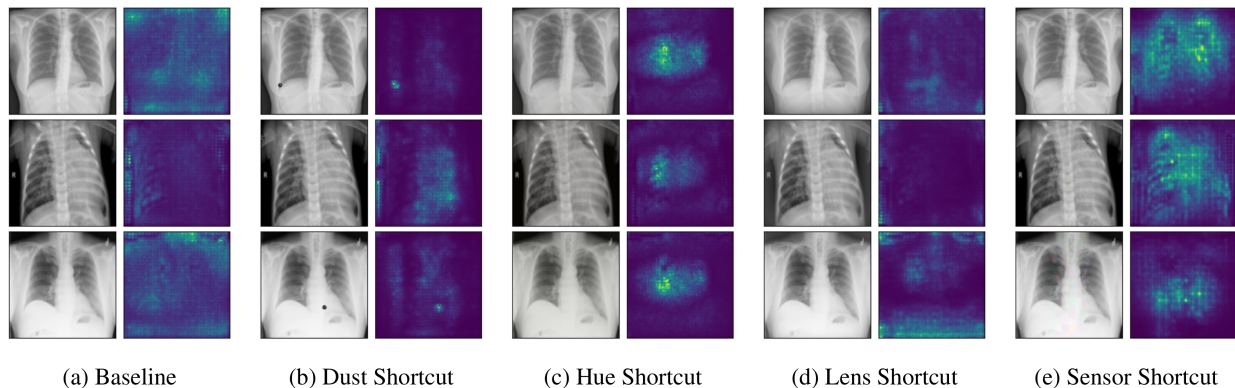 (a) Baseline
(b) Dust Shortcut
(c) Hue Shortcut
(d) Lens Shortcut
(e) Sensor Shortcut